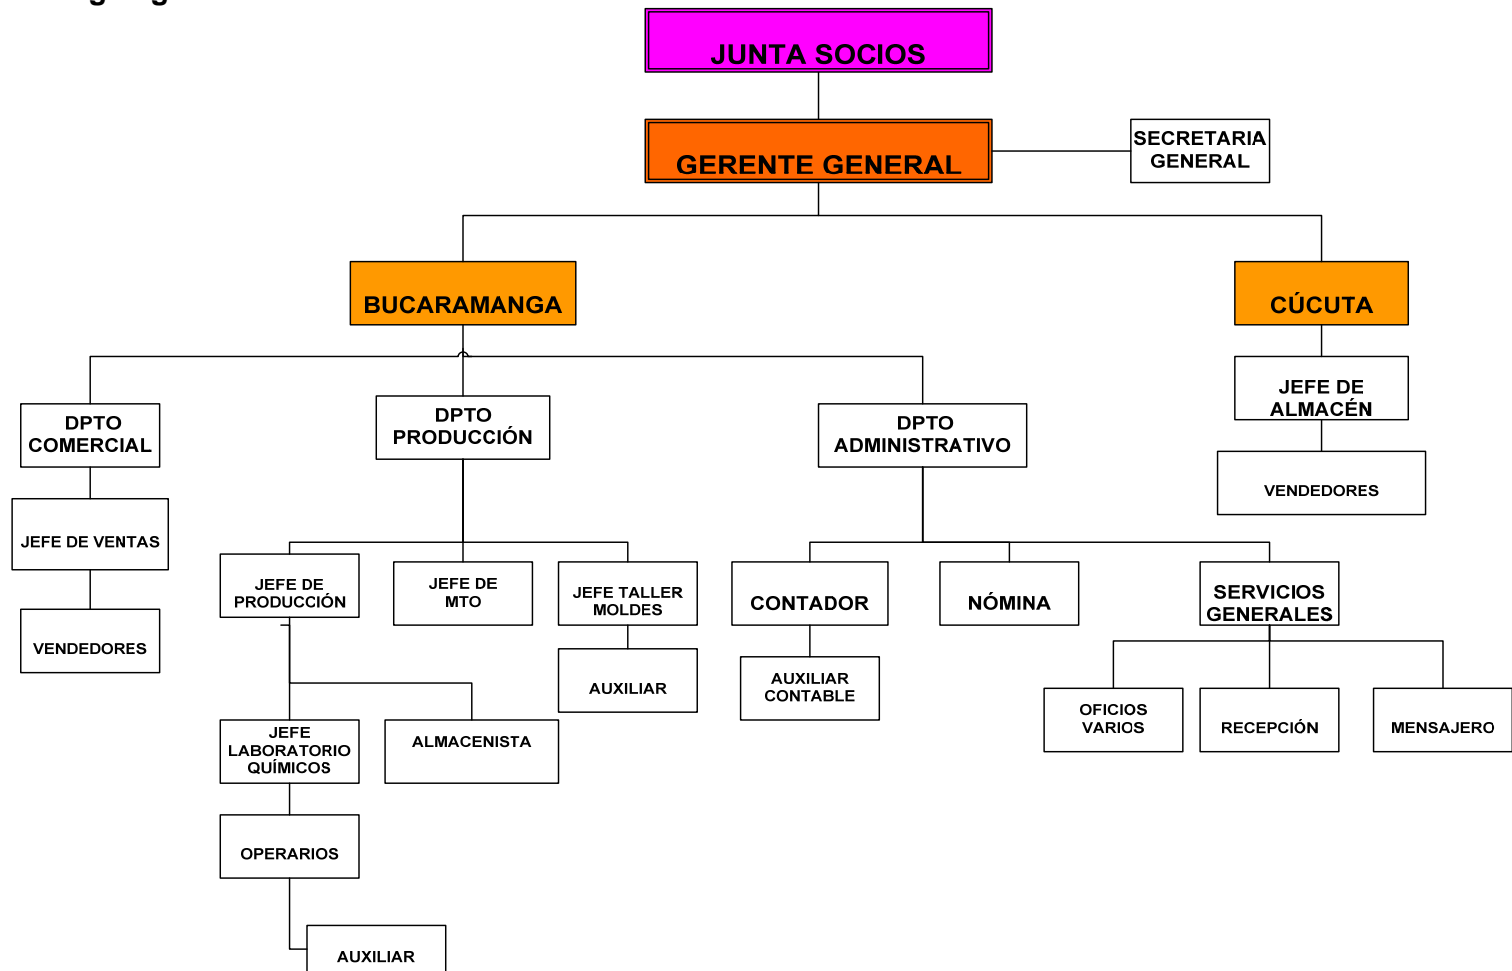 JUNTA SOCIOS
GERENTE GENERAL
SECRETARIA
GENERAL
BUCARAMANGA
CÚCUTA
DPTO
COMERCIAL
DPTO
PRODUCCIÓN
DPTO
ADMINISTRATIVO
JEFE DE
ALMACÉN
VENDEDORES
JEFE DE VENTAS
VENDEDORES
JEFE DE
PRODUCCIÓN
JEFE DE
MTO
JEFE TALLER
MOLDES
AUXILIAR
CONTADOR
NÓMINA
SERVICIOS
GENERALES
AUXILIAR
CONTABLE
OFICIOS
VARIOS
RECEPCIÓN
MENSAJERO
JEFE
LABORATORIO
QUÍMICOS
ALMACENISTA
OPERARIOS
AUXILIAR